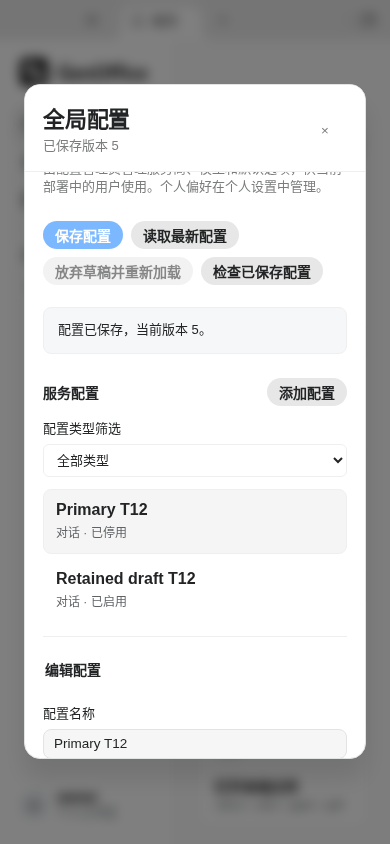 全局配置
已保存版本 5
×
部署中的用户使用。个人偏好在个人设置中管理。
保存配置
读取最新配置
放弃草稿并重新加载
检查已保存配置
配置已保存，当前版本 5。
服务配置
添加配置
配置类型筛选
全部类型
Primary T12
对话 · 已停用
Retained draft T12
对话 · 已启用
编辑配置
配置名称
Primary T12